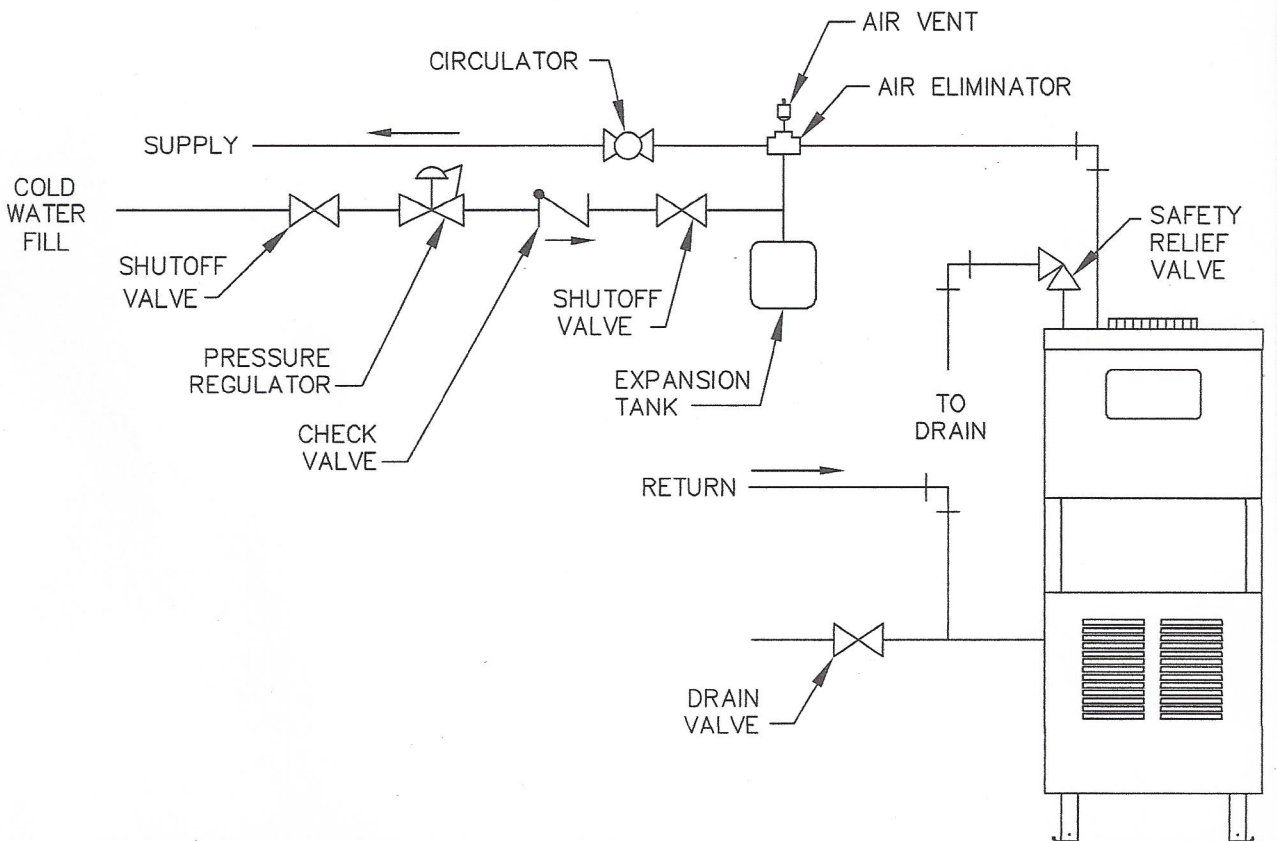 AIR VENT
CIRCULATOR
AIR ELIMINATOR
SUPPLY
COLD
WATER
FILL
SHUTOFF
VALVE
PRESSURE
REGULATOR
CHECK
VALVE
SHUTOFF
VALVE
EXPANSION
TANK
SAFETY
RELIEF
VALVE
TO
DRAIN
RETURN
DRAIN
VALVE